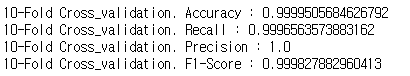 10-Fold Cross_validation. Accuracy : 0.9999505684626792
10-Fold Cross_validation. Recall : 0.9996563573883162
10-Fold Cross_validation. Precision : 1.0
10-Fold Cross_validation. F1-Score : 0.999827882960413